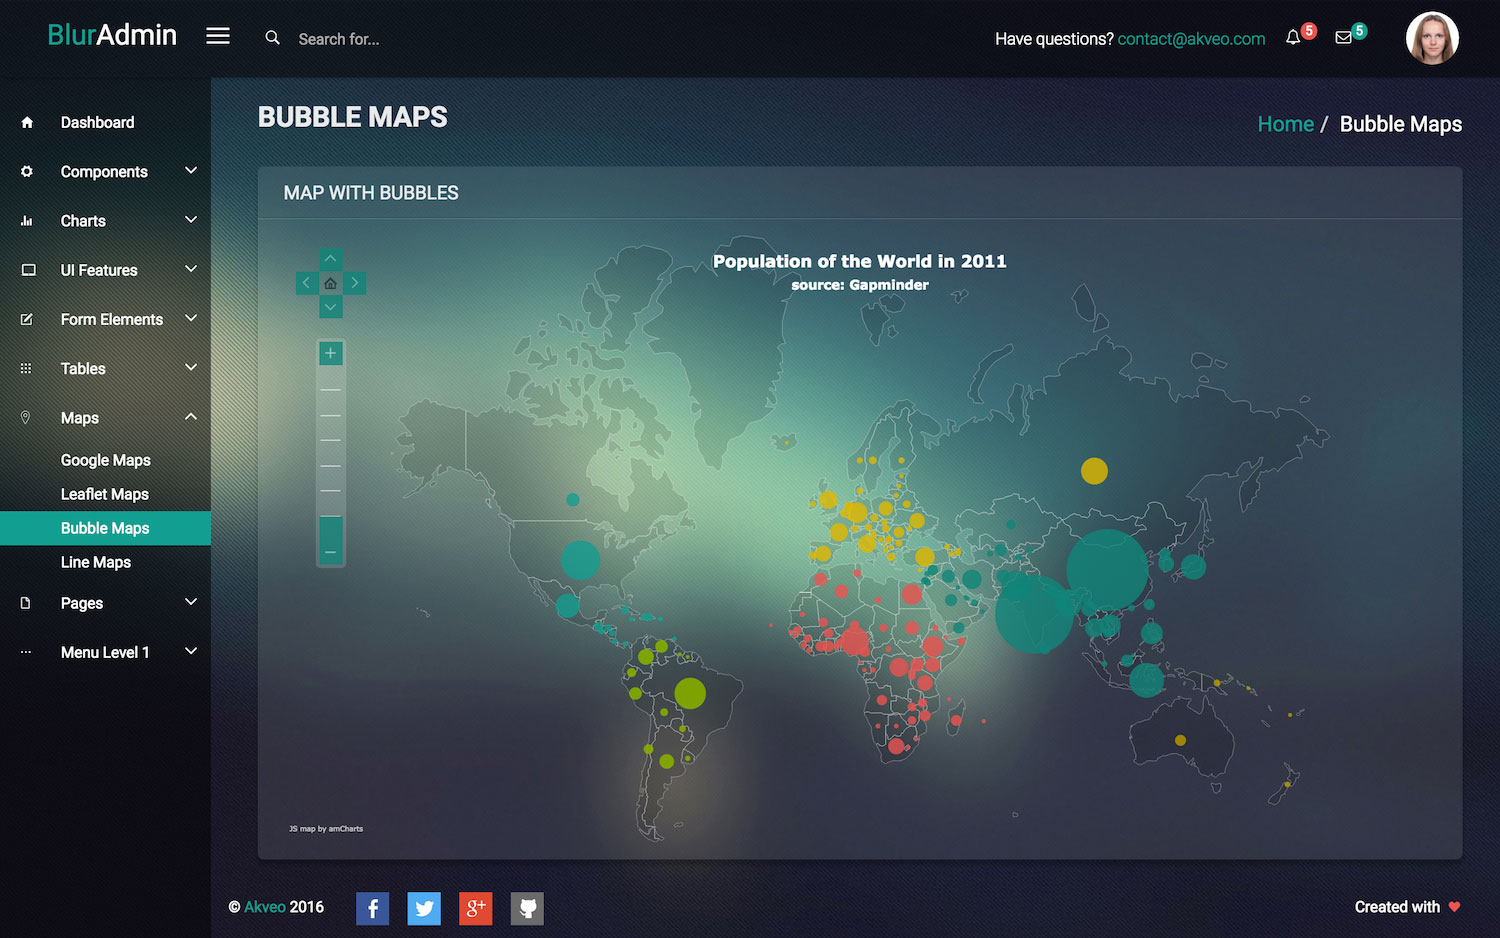 BlurAdmin
Search for...
Have questions? contact@akveo.com
5
5
Dashboard
Components
Charts
UI Features
Form Elements
Tables
Maps
Google Maps
Leaflet Maps
Bubble Maps
Line Maps
Pages
Menu Level 1
BUBBLE MAPS
Home / Bubble Maps
MAP WITH BUBBLES
Population of the World in 2011
source: Gapminder
JS map by amCharts
© Akveo 2016
Created with